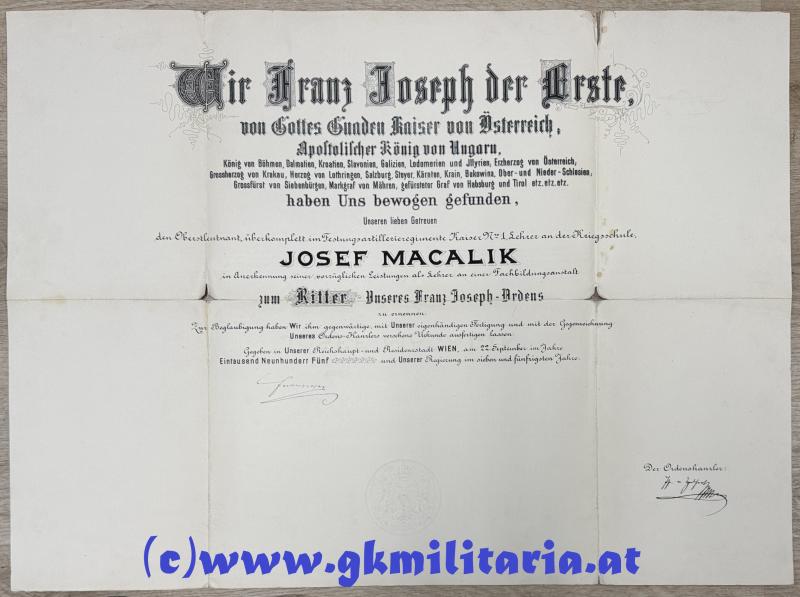 Wir Franz Joseph der Erste,
von Gottes Gnaden Kaiser von Österreich,
Apostolischer König von Ungarn,
König von Böhmen, Dalmatien, Kroatien, Slavonien, Galizien, Lodomerien und Jllyrien, Erzherzog von Österreich,
Grossherzog von Krakau, Herzog von Lothringen, Salzburg, Steyer, Kärnten, Krain, Bukowina, Ober- und Nieder-Schlesien,
Grossfürst von Siebenbürgen, Markgraf von Mähren, gefürsteter Graf von Habsburg und Tirol etz. etz. etz.
haben Uns bewogen gefunden,
Unseren lieben Getreuen
den Oberstleutnant, überkomplett im Festungsartillerieregimente Kaiser Nro 1, Lehrer an der Kriegsschule,
JOSEF MACALIK
in Anerkennung seiner vorzüglichen Leistungen als Lehrer an einer Fachbildungsanstalt
zum Ritter Unseres Franz Joseph-Ordens
zu ernennen.
Zur Beglaubigung haben Wir ihm gegenwärtige, mit Unserer eigenhändigen Fertigung und mit der Gegenzeichnung
Unseres Ordens-Kanzlers versehene Urkunde ausfertigen lassen.
Gegeben in Unserer Reichshaupt- und Residenzstadt WIEN, am 22. September im Jahre
Eintausend Neunhundert Fünf und Unserer Regierung im sieben und fünfzigsten Jahre.
Der Ordenskanzler:
(c)www.gkmilitaria.at